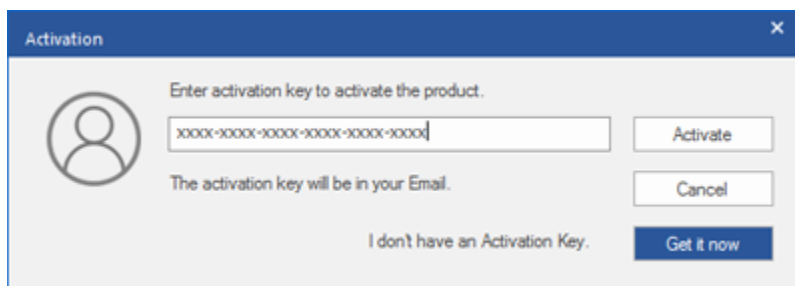 Activation
Enter activation key to activate the product.
xxxx-xxxx-xxxx-xxxx-xxxx-xxxx
Activate
The activation key will be in your Email.
Cancel
I don't have an Activation Key.
Get it now